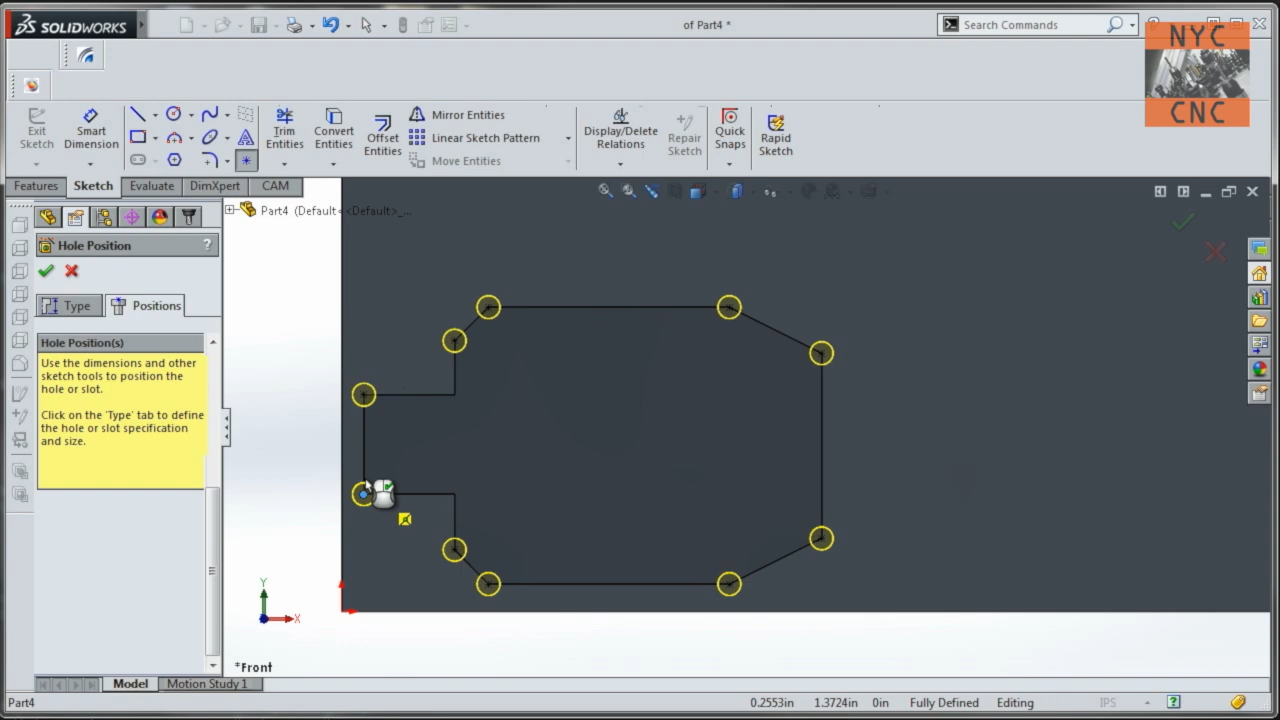 SOLIDWORKS
of Part4 *
Search Commands
NYC
CNC
Exit
Sketch
Smart
Dimension
Trim
Entities
Convert
Entities
Offset
Entities
Mirror Entities
Linear Sketch Pattern
Move Entities
Display/Delete
Relations
Repair
Sketch
Quick
Snaps
Rapid
Sketch
Features
Sketch
Evaluate
DimXpert
CAM
Part4 (Default<<Default>_...
Hole Position
?
Type
Positions
Hole Position(s)
Use the dimensions and other
sketch tools to position the
hole or slot.
Click on the 'Type' tab to define
the hole or slot specification
and size.
Y
X
*Front
Model
Motion Study 1
Part4
0.2553in
1.3724in
0in
Fully Defined
Editing
IPS
?